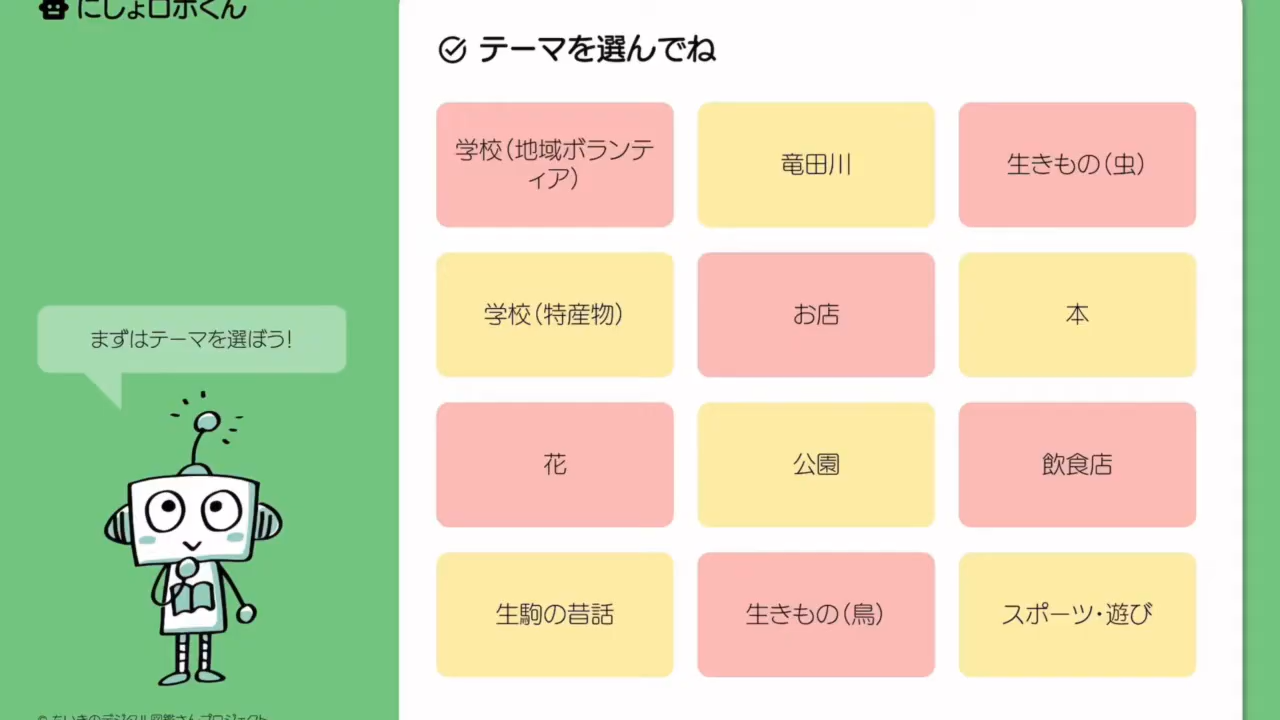 にしょロボくん
テーマを選んでね
学校（地域ボランテ
ィア）
竜田川
生きもの（虫）
学校（特産物）
お店
本
まずはテーマを選ぼう！
花
公園
飲食店
生駒の昔話
生きもの（鳥）
スポーツ・遊び